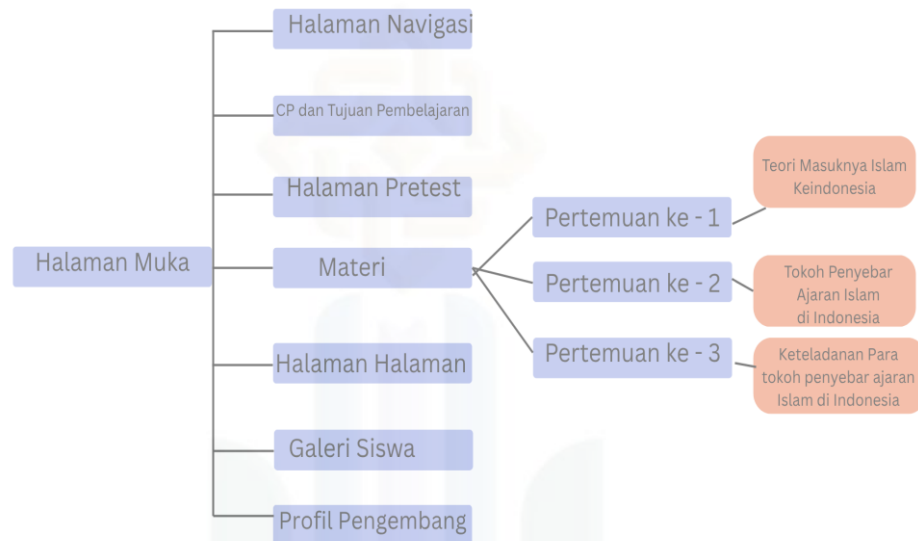 Halaman Muka
Halaman Navigasi
CP dan Tujuan Pembelajaran
Halaman Pretest
Materi
Halaman Halaman
Galeri Siswa
Profil Pengembang
Pertemuan ke - 1
Pertemuan ke - 2
Pertemuan ke - 3
Teori Masuknya Islam
Keindonesia
Tokoh Penyebar
Ajaran Islam
di Indonesia
Keteladanan Para
tokoh penyebar ajaran
Islam di Indonesia